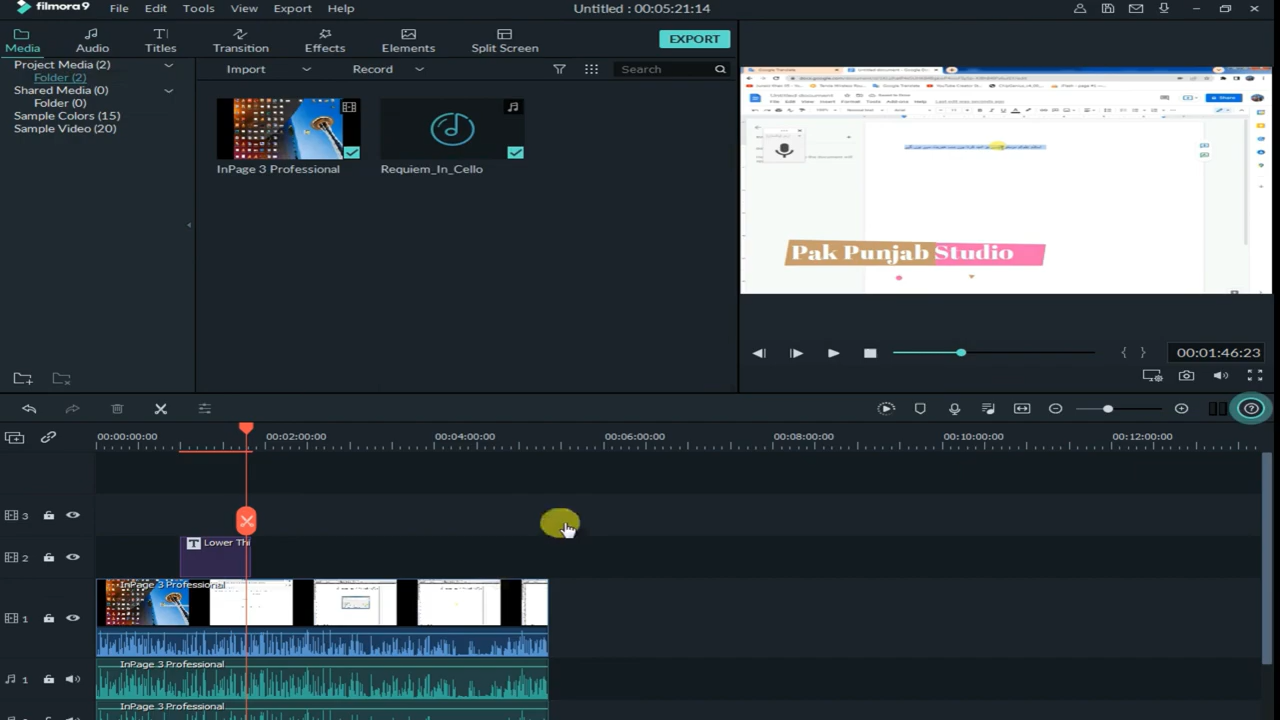 filmora9 File Edit Tools View Export Help Untitled : 00:05:21:14
Media Audio Titles Transition Effects Elements Split Screen EXPORT
Project Media (2) Import Record Search
Folder (2)
Shared Media (0)
Folder (0)
Sample Color (15)
Sample Video (20)
InPage 3 Professional Requiem_In_Cello
Pak Punjab Studio
00:01:46:23
00:00:00:00 00:02:00:00 00:04:00:00 00:06:00:00 00:08:00:00 00:10:00:00 00:12:00:00
3
2 T Lower Thi
InPage 3 Professional
1
InPage 3 Professional
1
InPage 3 Professional